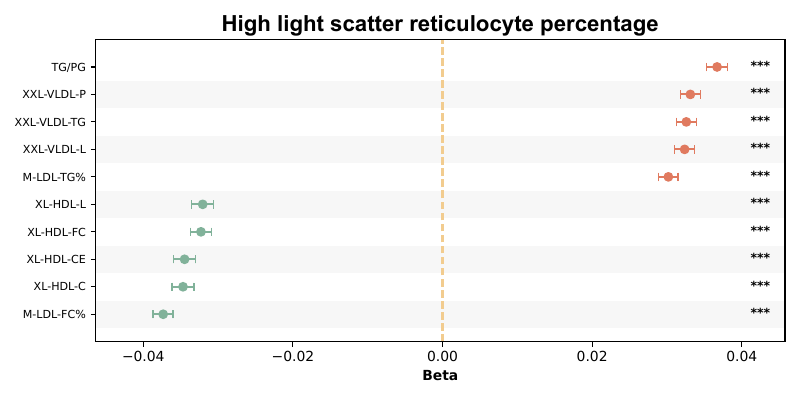 High light scatter reticulocyte percentage
TG/PG ***
XXL-VLDL-P ***
XXL-VLDL-TG ***
XXL-VLDL-L ***
M-LDL-TG% ***
XL-HDL-L ***
XL-HDL-FC ***
XL-HDL-CE ***
XL-HDL-C ***
M-LDL-FC% ***
−0.04 −0.02 0.00 0.02 0.04
Beta